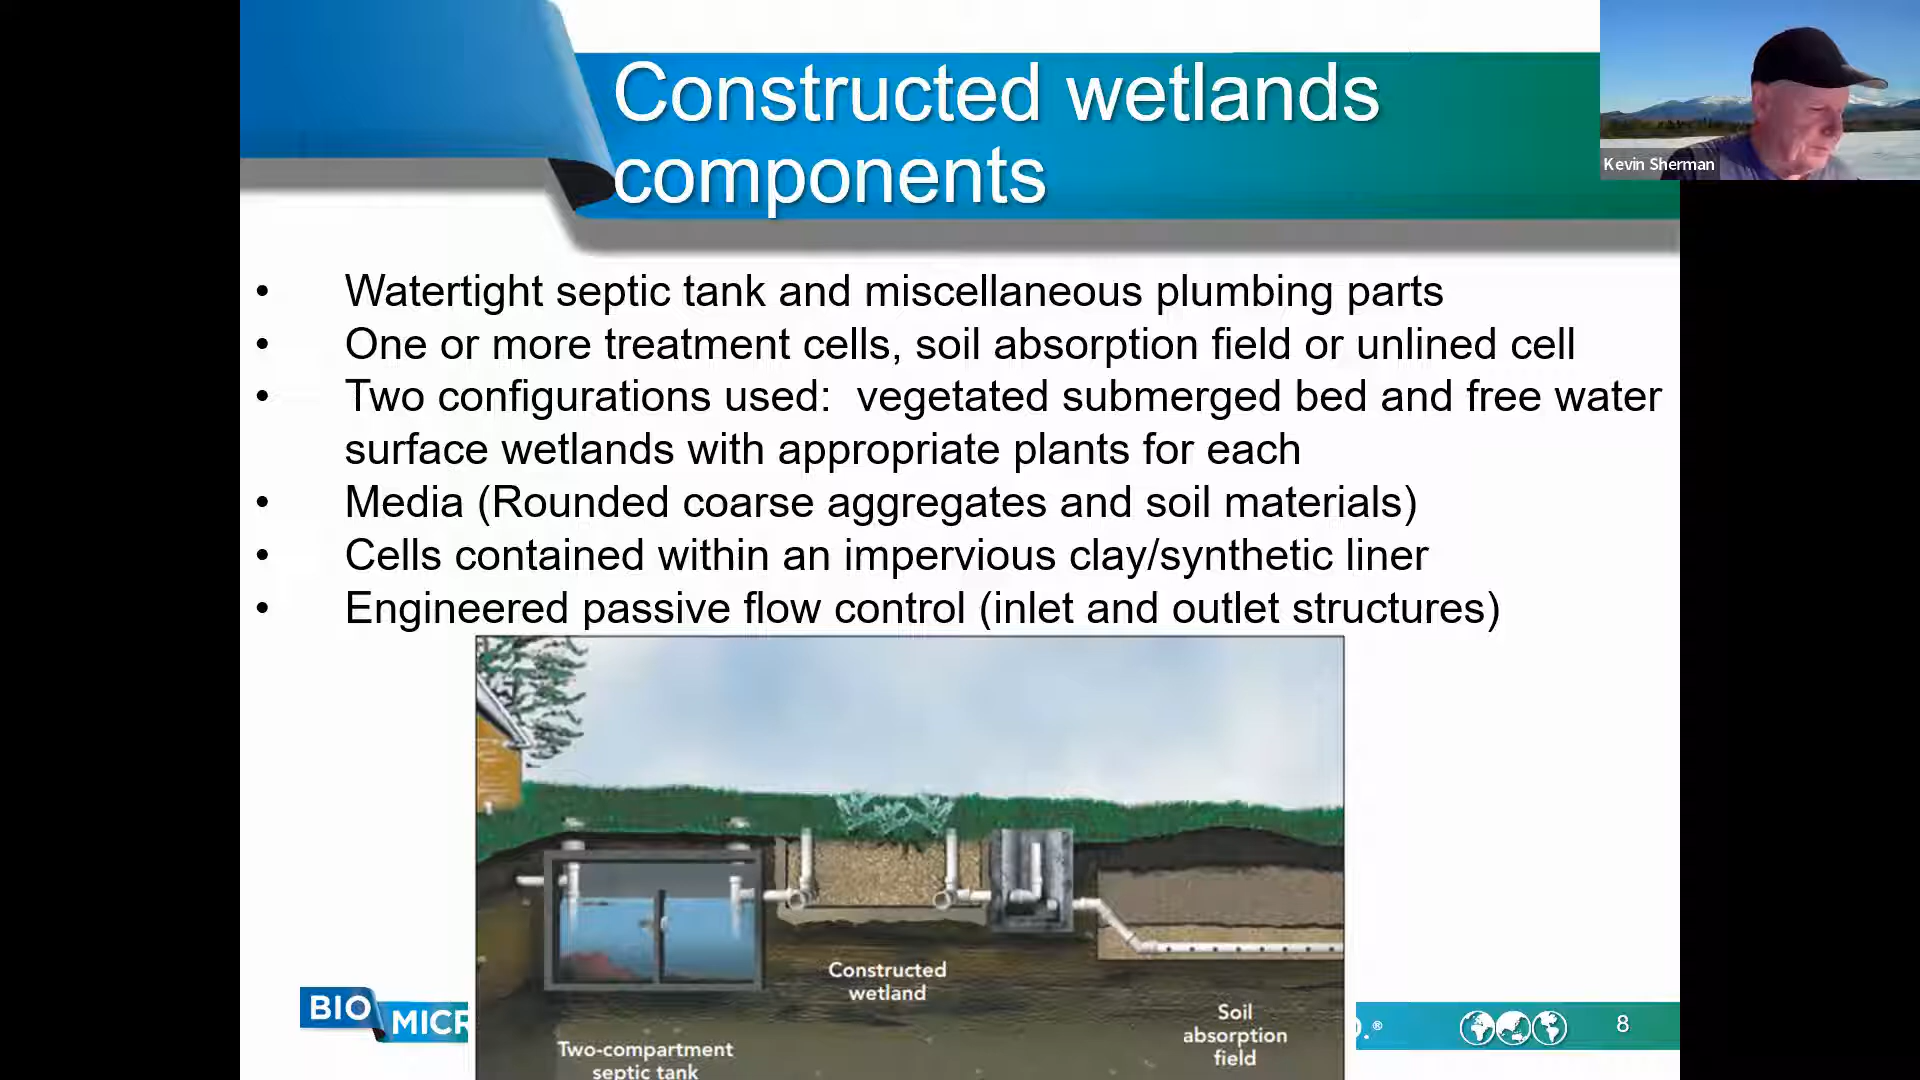 Constructed wetlands
components
Kevin Sherman
• Watertight septic tank and miscellaneous plumbing parts
• One or more treatment cells, soil absorption field or unlined cell
• Two configurations used:  vegetated submerged bed and free water
surface wetlands with appropriate plants for each
• Media (Rounded coarse aggregates and soil materials)
• Cells contained within an impervious clay/synthetic liner
• Engineered passive flow control (inlet and outlet structures)
Constructed
wetland
Soil
absorption
field
Two-compartment
septic tank
BIO
®
8